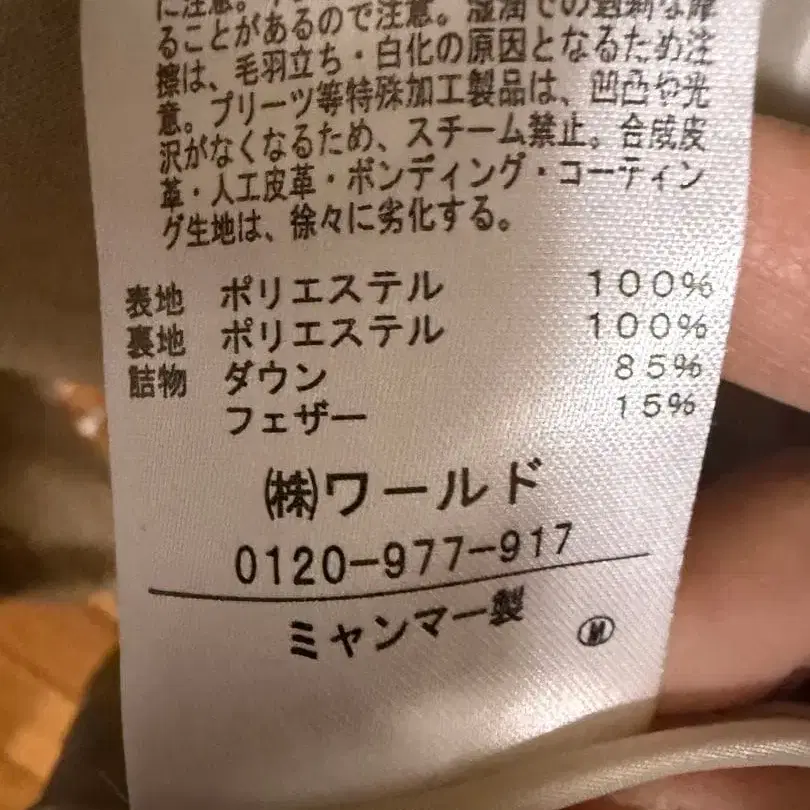 に注意。
ることがあるので注意。湿潤での過剰な摩
擦は、毛羽立ち・白化の原因となるため注
意。プリーツ等特殊加工製品は、凹凸や光
沢がなくなるため、スチーム禁止。合成皮
革・人工皮革・ボンディング・コーティン
グ生地は、徐々に劣化する。
表地 ポリエステル 100%
裏地 ポリエステル 100%
詰物 ダウン 85%
フェザー 15%
㈱ワールド
0120-977-917
ミャンマー製 Ⓜ